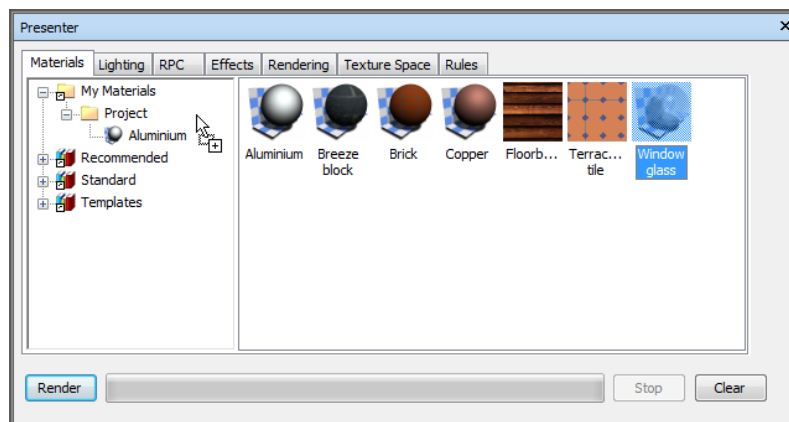 Presenter
Materials Lighting RPC Effects Rendering Texture Space Rules
My Materials
Project
Aluminium
Recommended
Standard
Templates
Aluminium Breeze Brick Copper Floorb... Terrac... Window
block tile glass
Render Stop Clear